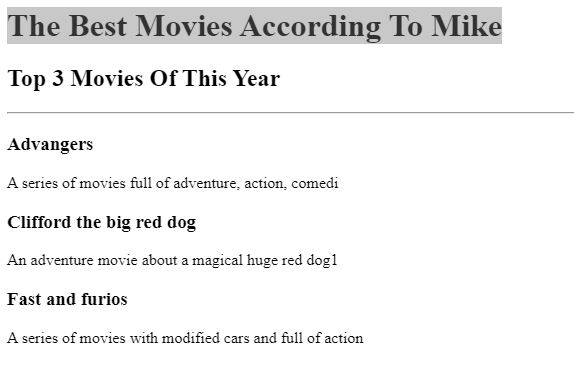 The Best Movies According To Mike
Top 3 Movies Of This Year
Advangers
A series of movies full of adventure, action, comedi
Clifford the big red dog
An adventure movie about a magical huge red dog1
Fast and furios
A series of movies with modified cars and full of action